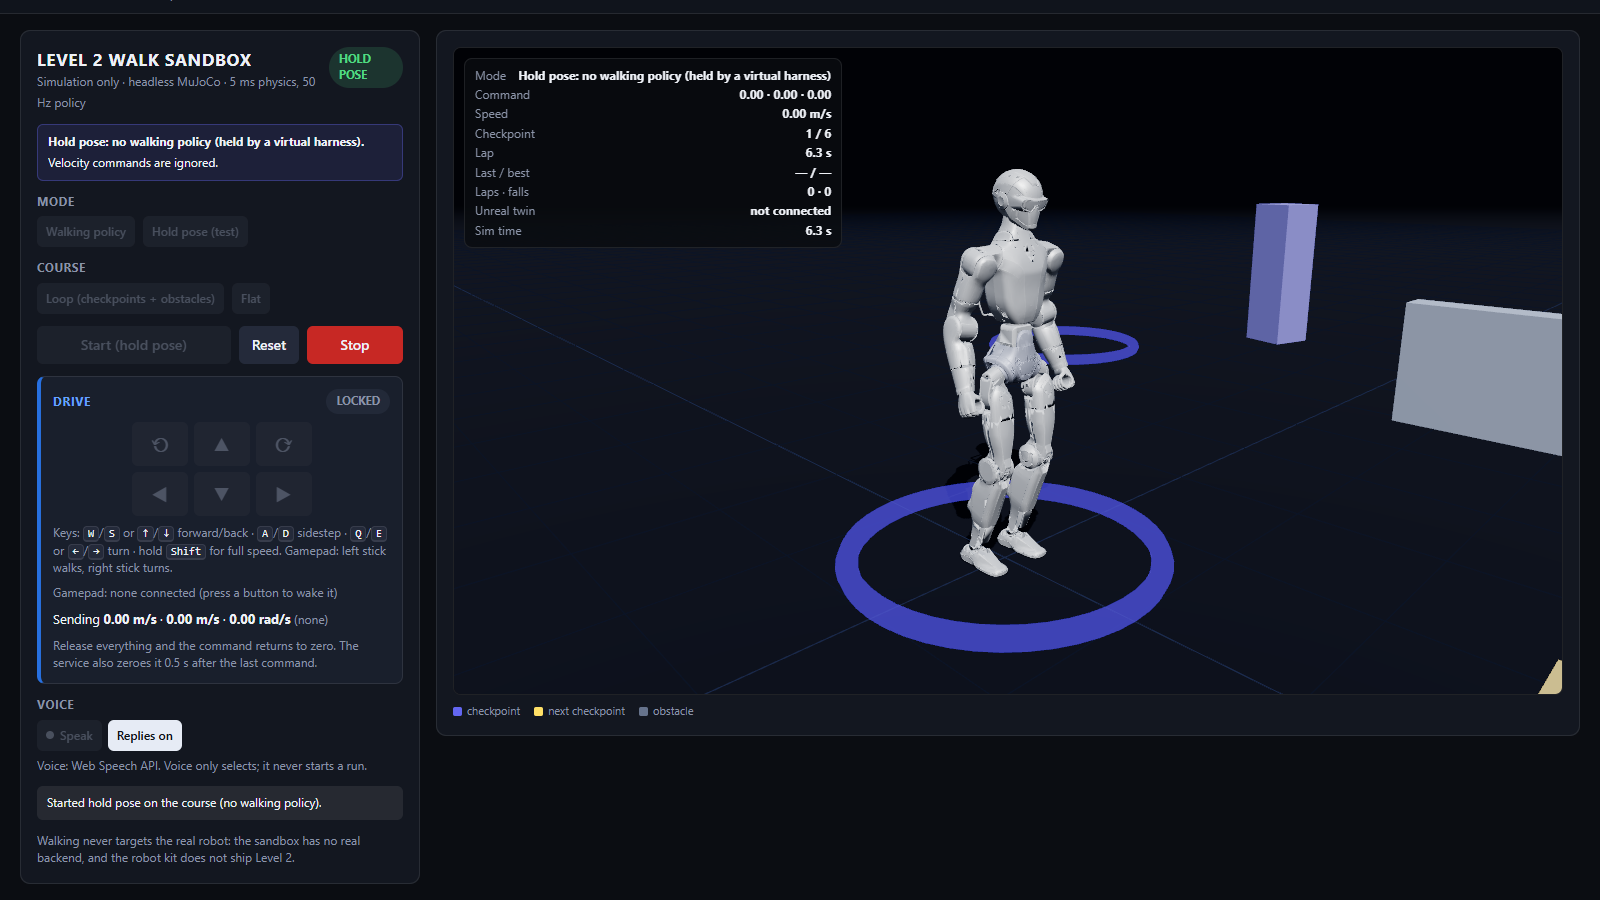 LEVEL 2 WALK SANDBOX
HOLD
POSE
Simulation only · headless MuJoCo · 5 ms physics, 50
Hz policy
Hold pose: no walking policy (held by a virtual harness).
Velocity commands are ignored.
MODE
Walking policy
Hold pose (test)
COURSE
Loop (checkpoints + obstacles)
Flat
Start (hold pose)
Reset
Stop
DRIVE
LOCKED
Keys: W/S or ↑/↓ forward/back · A/D sidestep · Q/E
or ←/→ turn · hold Shift for full speed. Gamepad: left stick
walks, right stick turns.
Gamepad: none connected (press a button to wake it)
Sending 0.00 m/s · 0.00 m/s · 0.00 rad/s (none)
Release everything and the command returns to zero. The
service also zeroes it 0.5 s after the last command.
VOICE
Speak
Replies on
Voice: Web Speech API. Voice only selects; it never starts a run.
Started hold pose on the course (no walking policy).
Walking never targets the real robot: the sandbox has no real
backend, and the robot kit does not ship Level 2.
Mode Hold pose: no walking policy (held by a virtual harness)
Command 0.00 · 0.00 · 0.00
Speed 0.00 m/s
Checkpoint 1 / 6
Lap 6.3 s
Last / best — / —
Laps · falls 0 · 0
Unreal twin not connected
Sim time 6.3 s
checkpoint
next checkpoint
obstacle